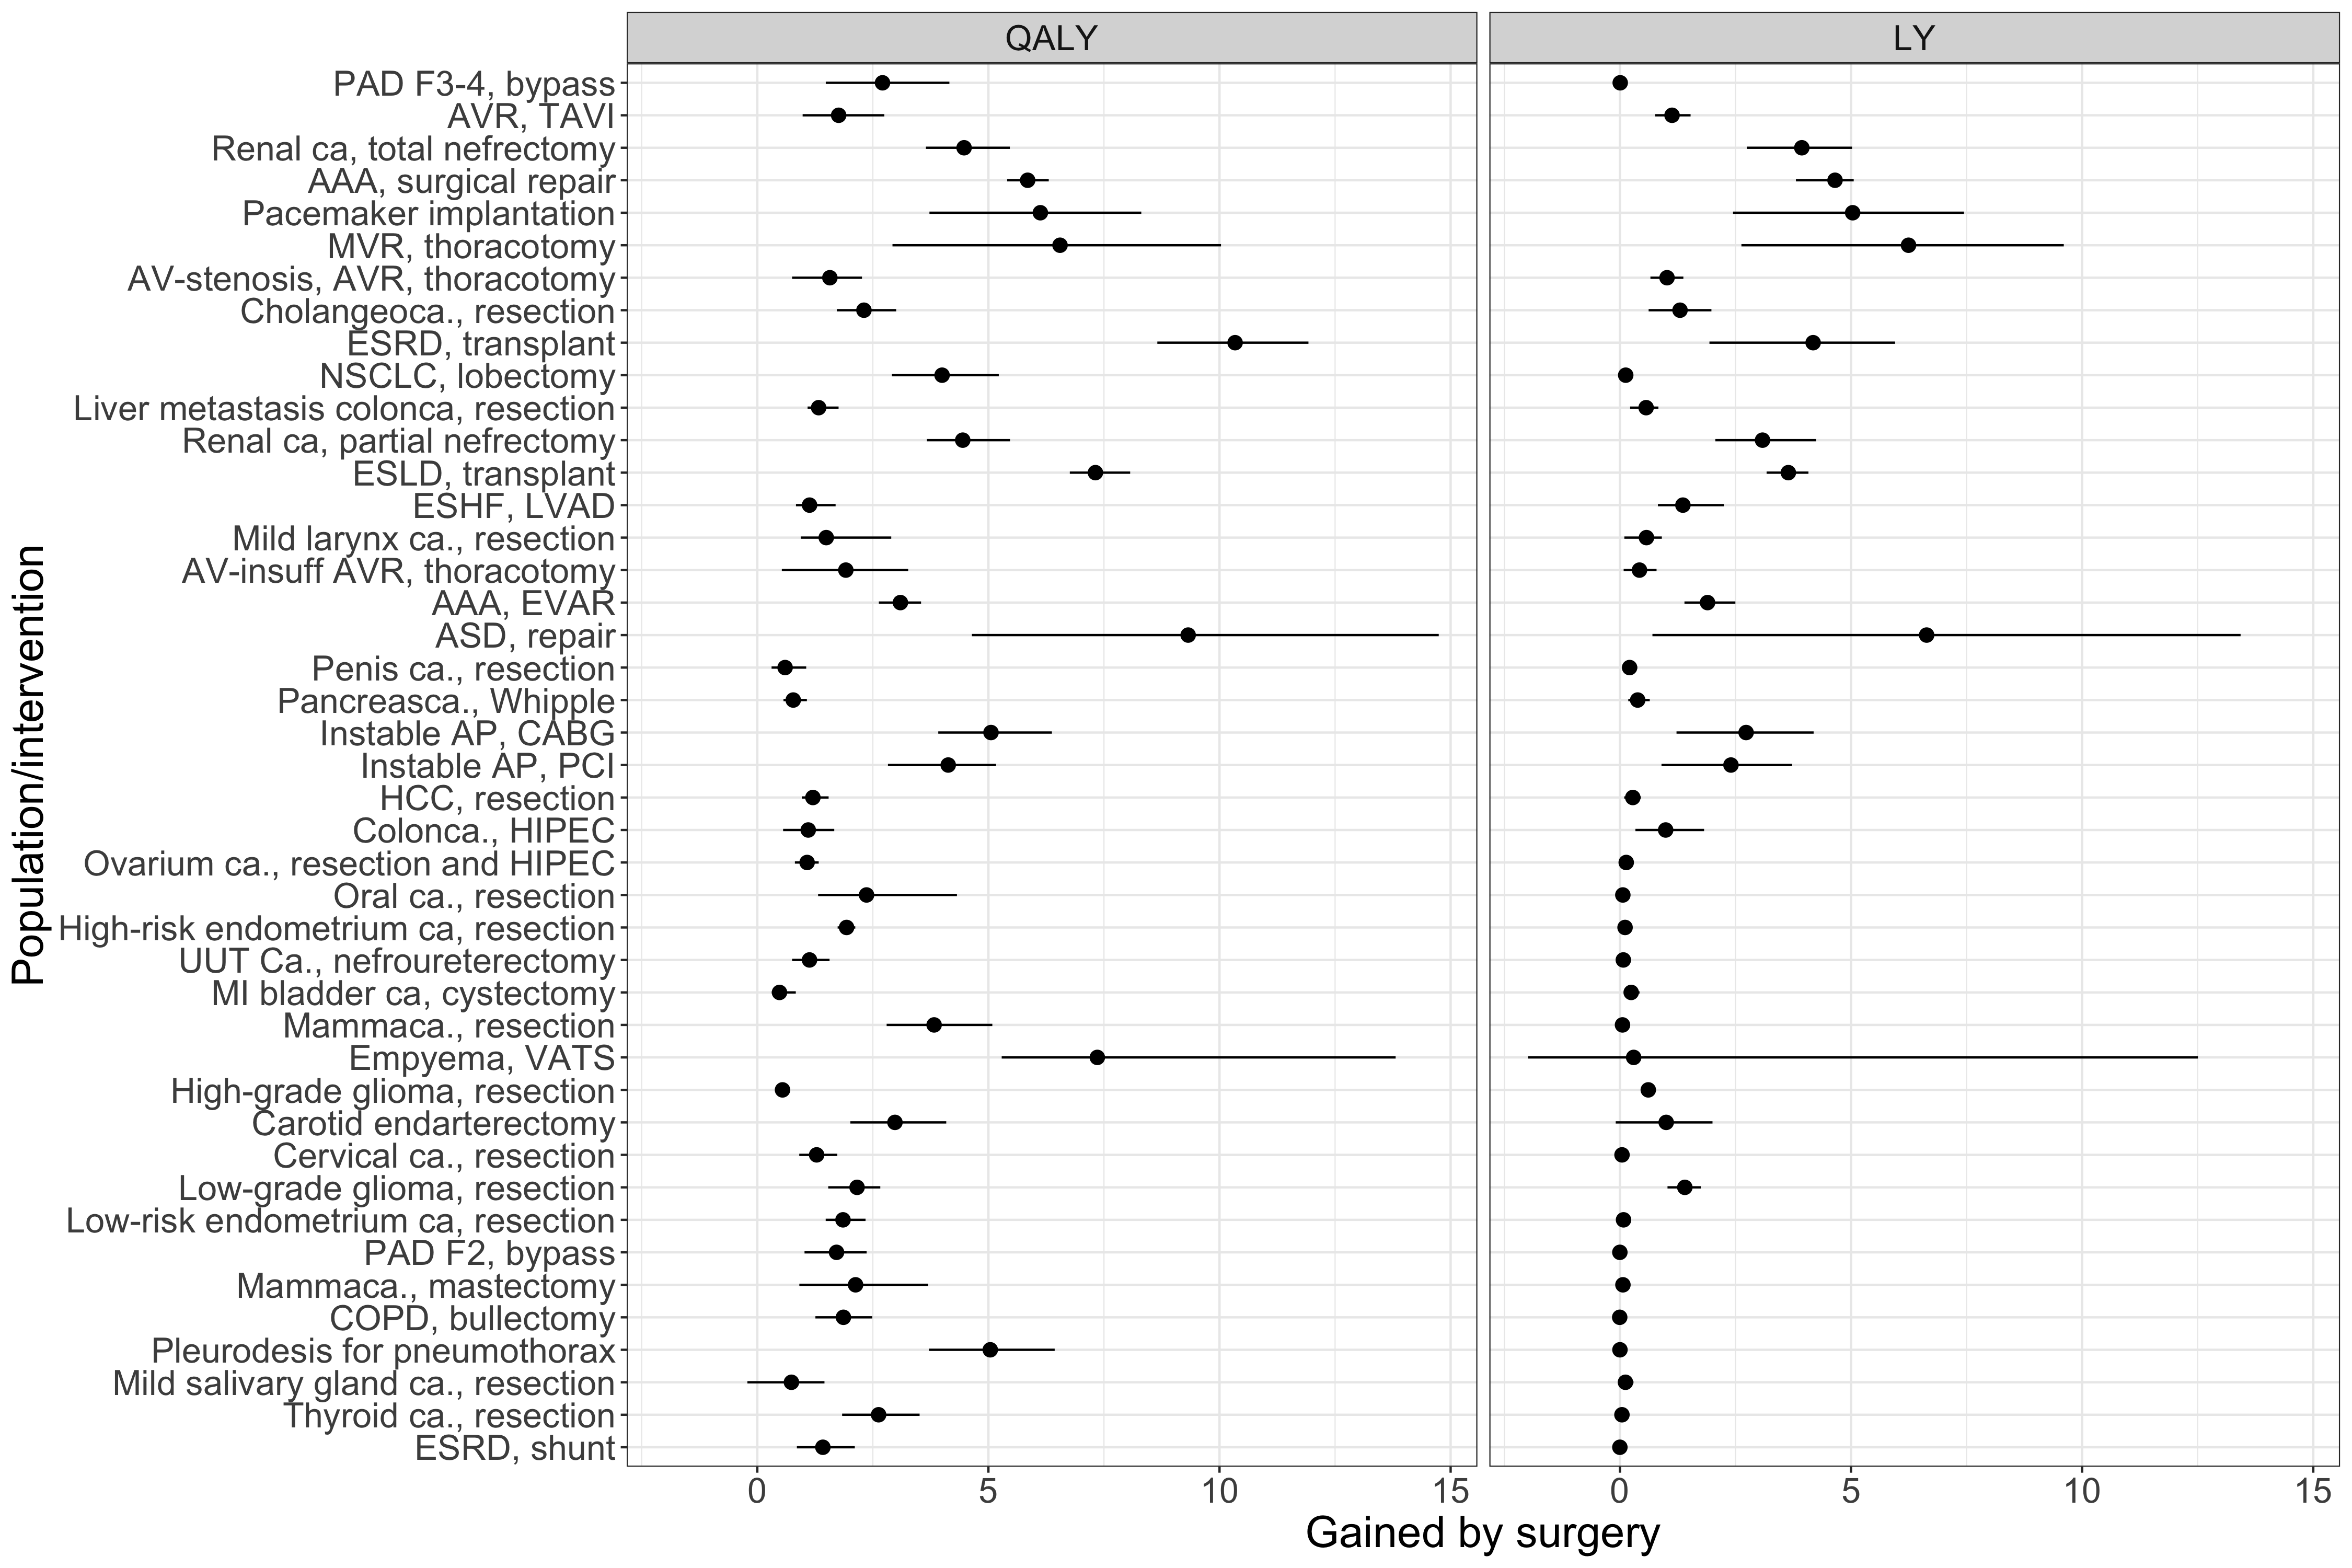 QALY
LY
PAD F3-4, bypass
AVR, TAVI
Renal ca, total nefrectomy
AAA, surgical repair
Pacemaker implantation
MVR, thoracotomy
AV-stenosis, AVR, thoracotomy
Cholangeoca., resection
ESRD, transplant
NSCLC, lobectomy
Liver metastasis colonca, resection
Renal ca, partial nefrectomy
ESLD, transplant
ESHF, LVAD
Mild larynx ca., resection
AV-insuff AVR, thoracotomy
AAA, EVAR
ASD, repair
Penis ca., resection
Pancreasca., Whipple
Instable AP, CABG
Instable AP, PCI
HCC, resection
Colonca., HIPEC
Ovarium ca., resection and HIPEC
Oral ca., resection
High-risk endometrium ca, resection
UUT Ca., nefroureterectomy
MI bladder ca, cystectomy
Mammaca., resection
Empyema, VATS
High-grade glioma, resection
Carotid endarterectomy
Cervical ca., resection
Low-grade glioma, resection
Low-risk endometrium ca, resection
PAD F2, bypass
Mammaca., mastectomy
COPD, bullectomy
Pleurodesis for pneumothorax
Mild salivary gland ca., resection
Thyroid ca., resection
ESRD, shunt
Population/intervention
0 5 10 15
0 5 10 15
Gained by surgery